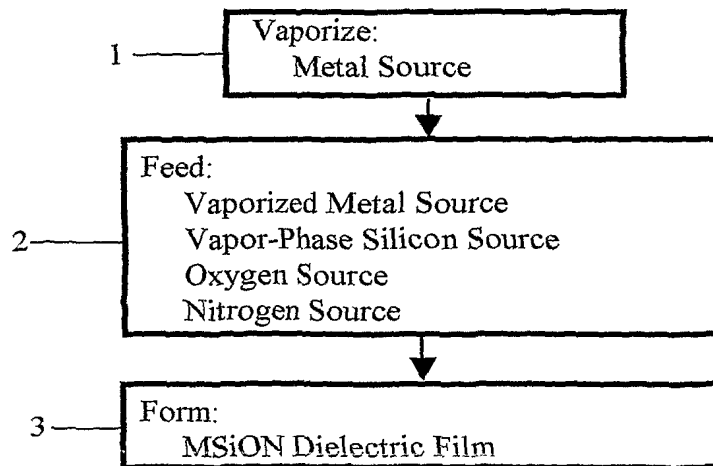 1
Vaporize:
Metal Source
2
Feed:
Vaporized Metal Source
Vapor-Phase Silicon Source
Oxygen Source
Nitrogen Source
3
Form:
MSiON Dielectric Film